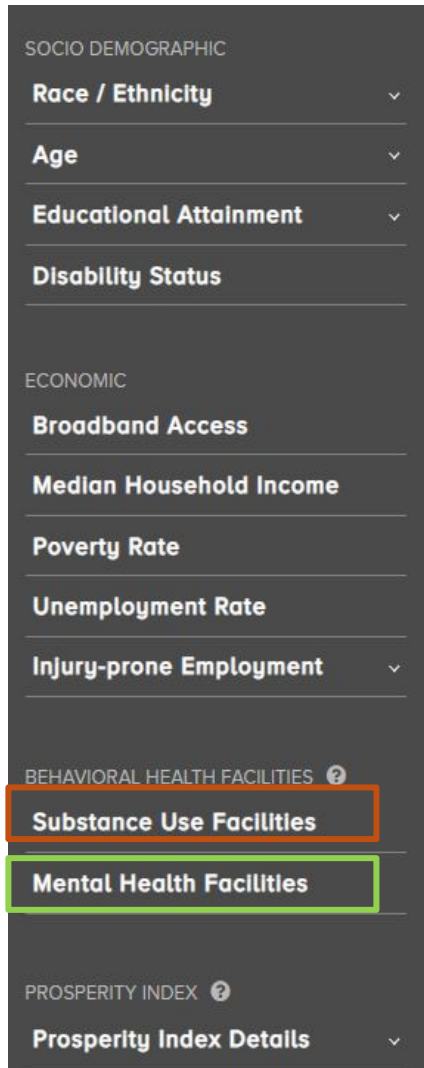 SOCIO DEMOGRAPHIC
Race / Ethnicity
Age
Educational Attainment
Disability Status
ECONOMIC
Broadband Access
Median Household Income
Poverty Rate
Unemployment Rate
Injury-prone Employment
BEHAVIORAL HEALTH FACILITIES ?
Substance Use Facilities
Mental Health Facilities
PROSPERITY INDEX ?
Prosperity Index Details